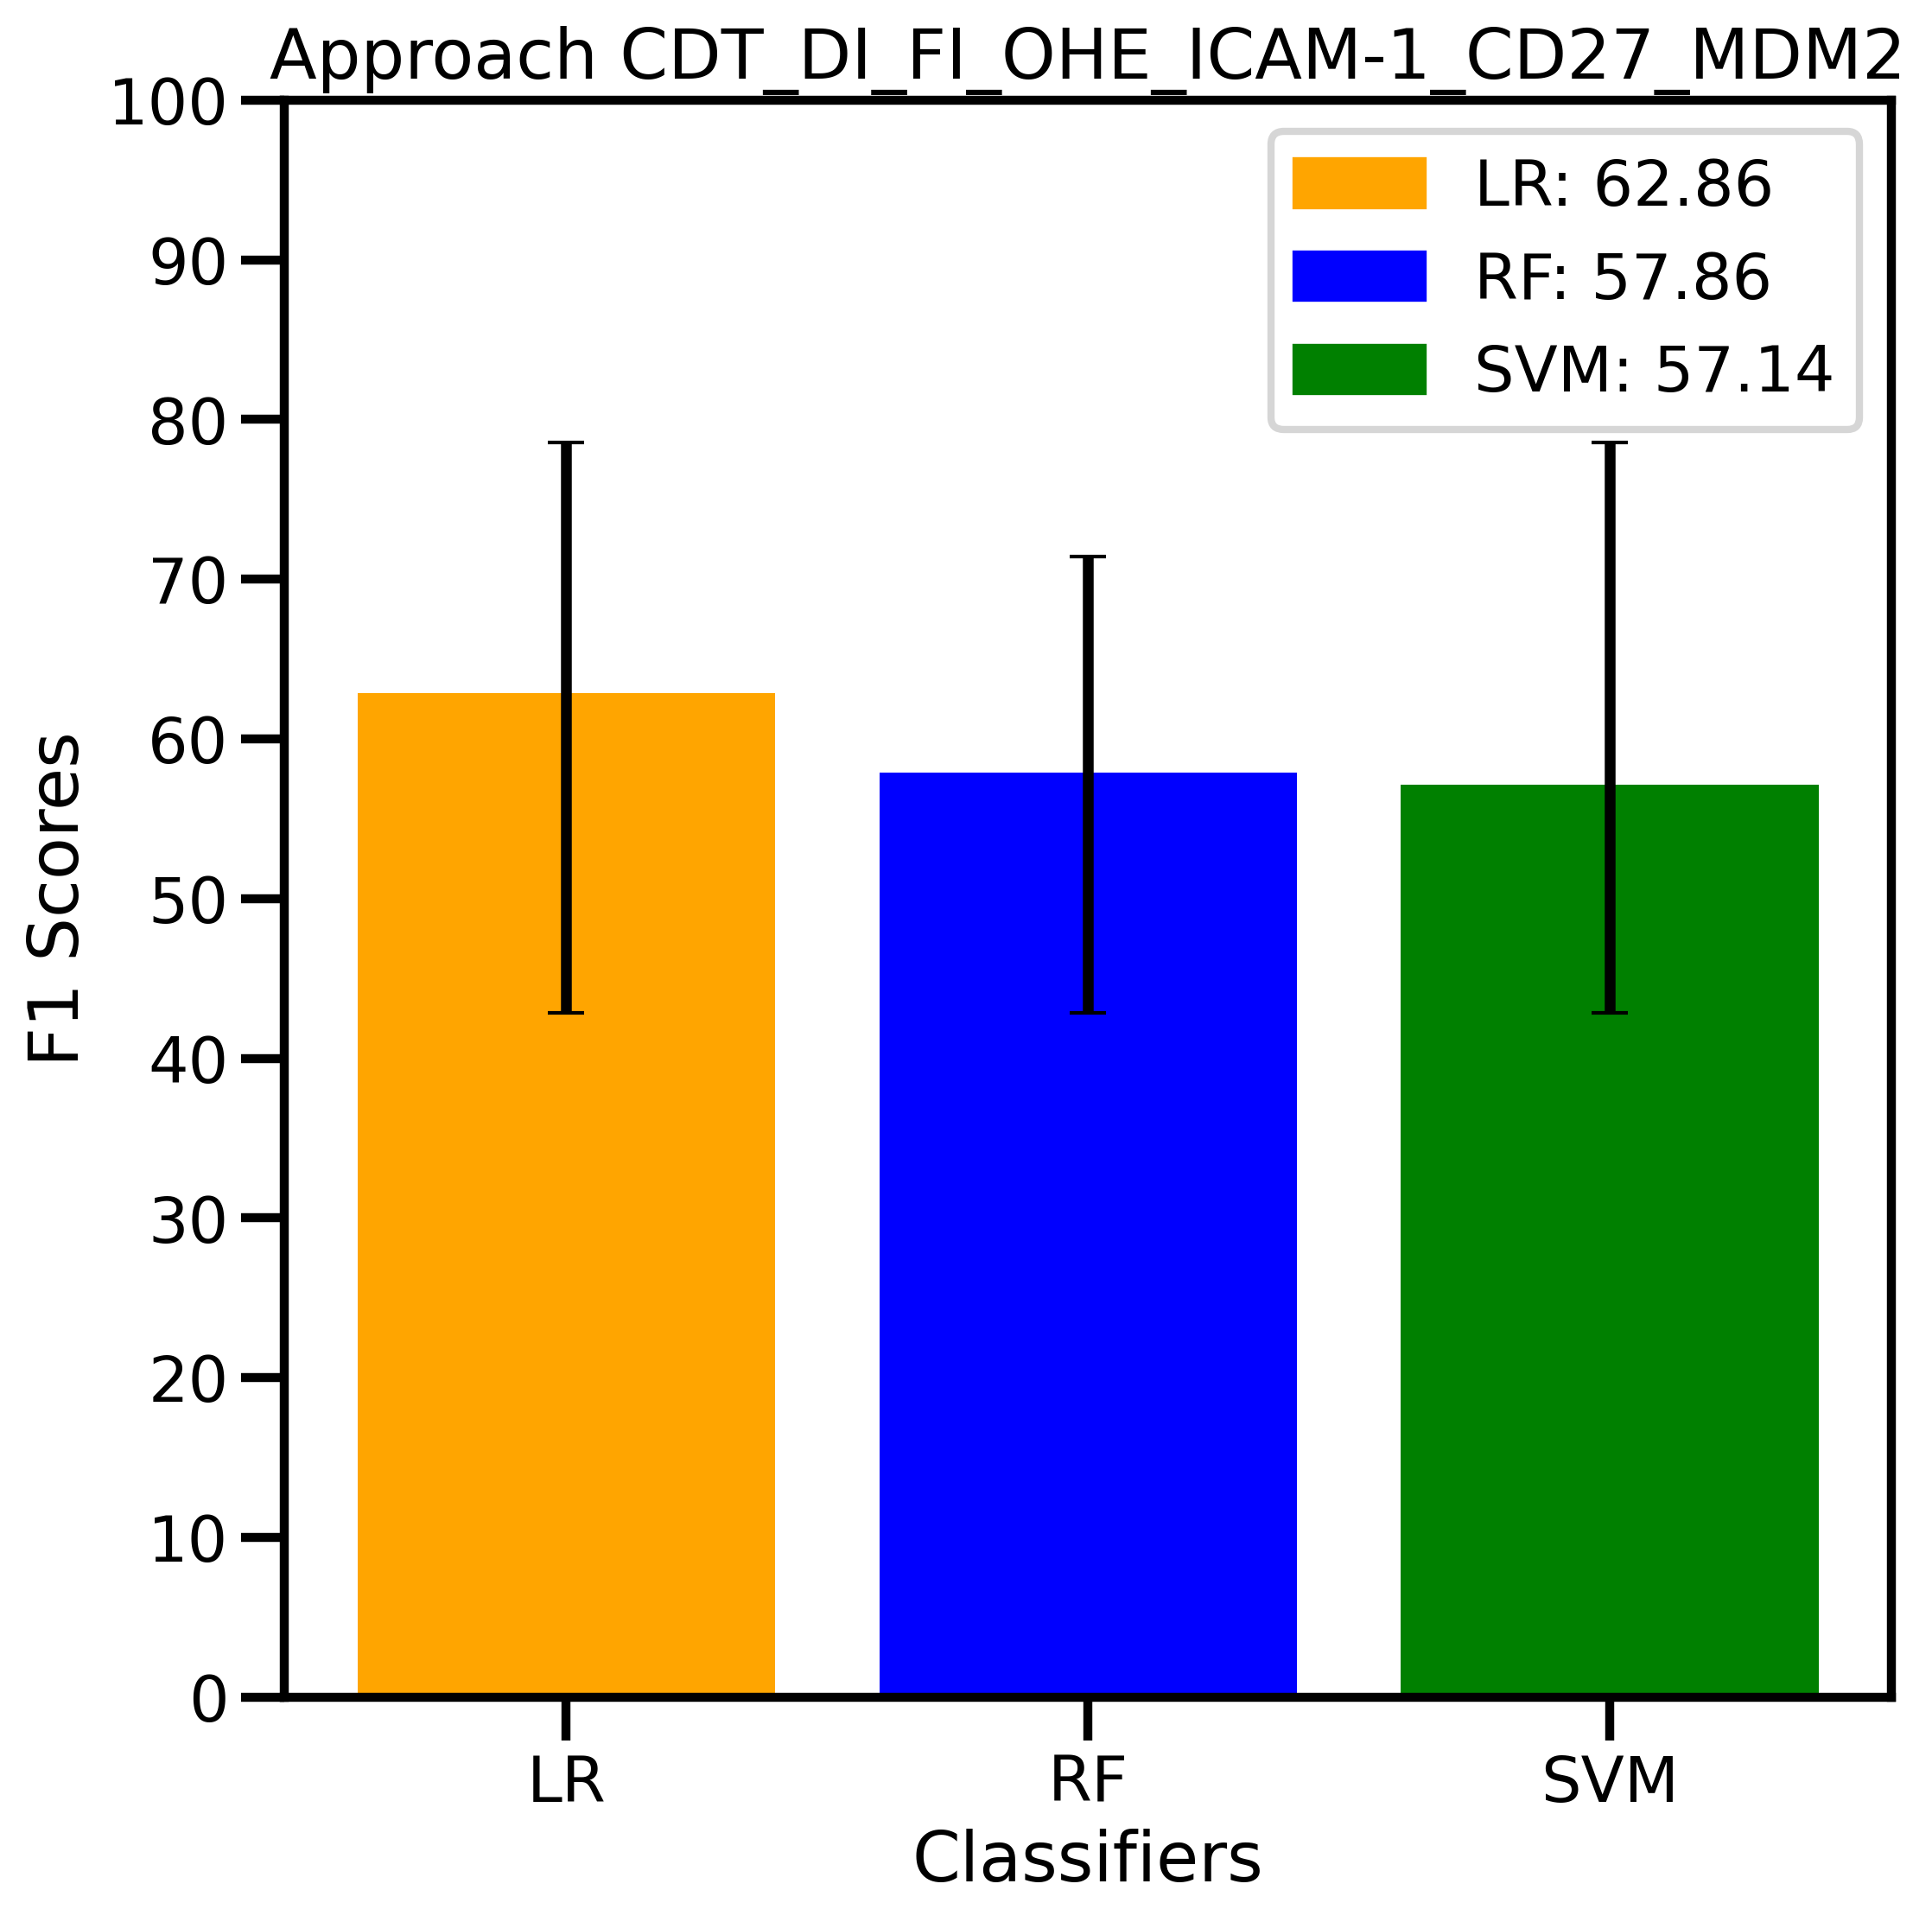 Approach CDT_DI_FI_OHE_ICAM-1_CD27_MDM2
100
90
80
70
60
50
40
30
20
10
0
F1 Scores
LR: 62.86
RF: 57.86
SVM: 57.14
LR
RF
SVM
Classifiers